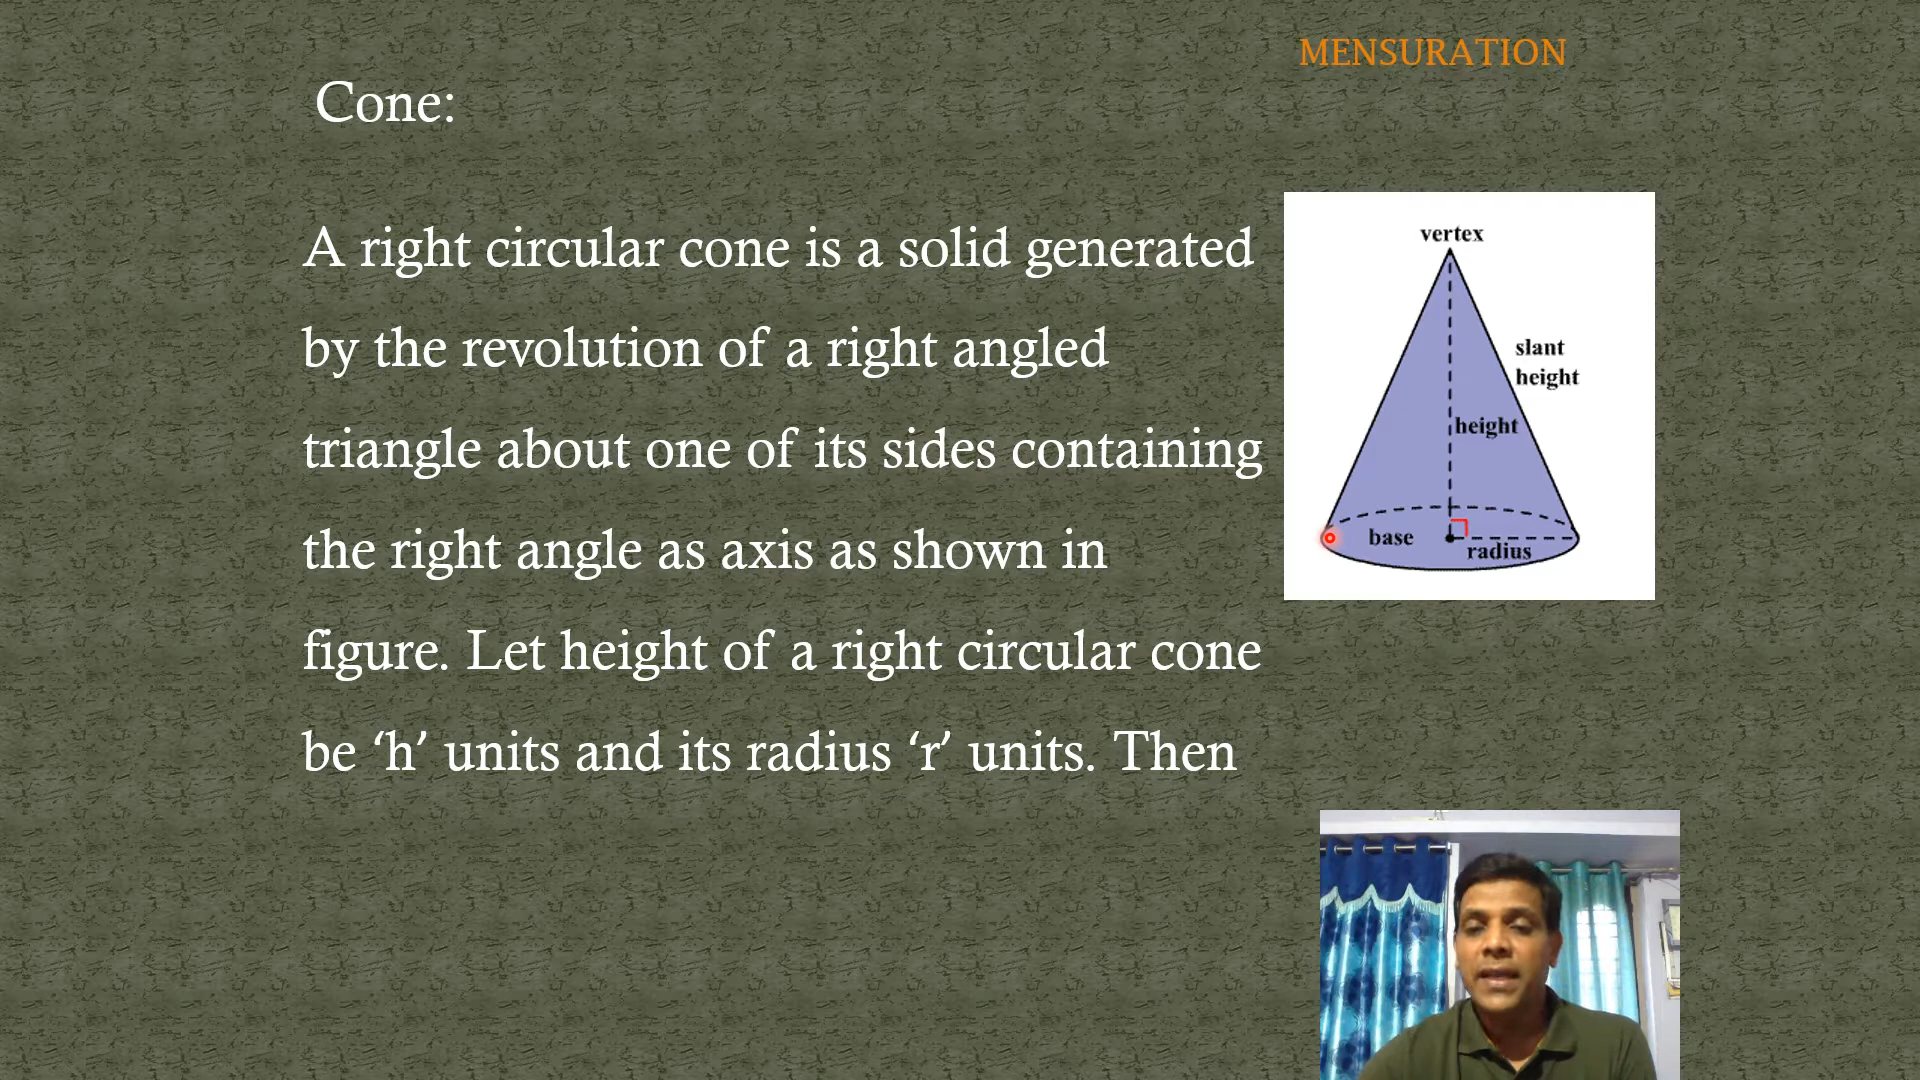 MENSURATION
Cone:
A right circular cone is a solid generated
by the revolution of a right angled
triangle about one of its sides containing
the right angle as axis as shown in
figure. Let height of a right circular cone
be ‘h’ units and its radius ‘r’ units. Then
vertex
slant
height
height
base
radius